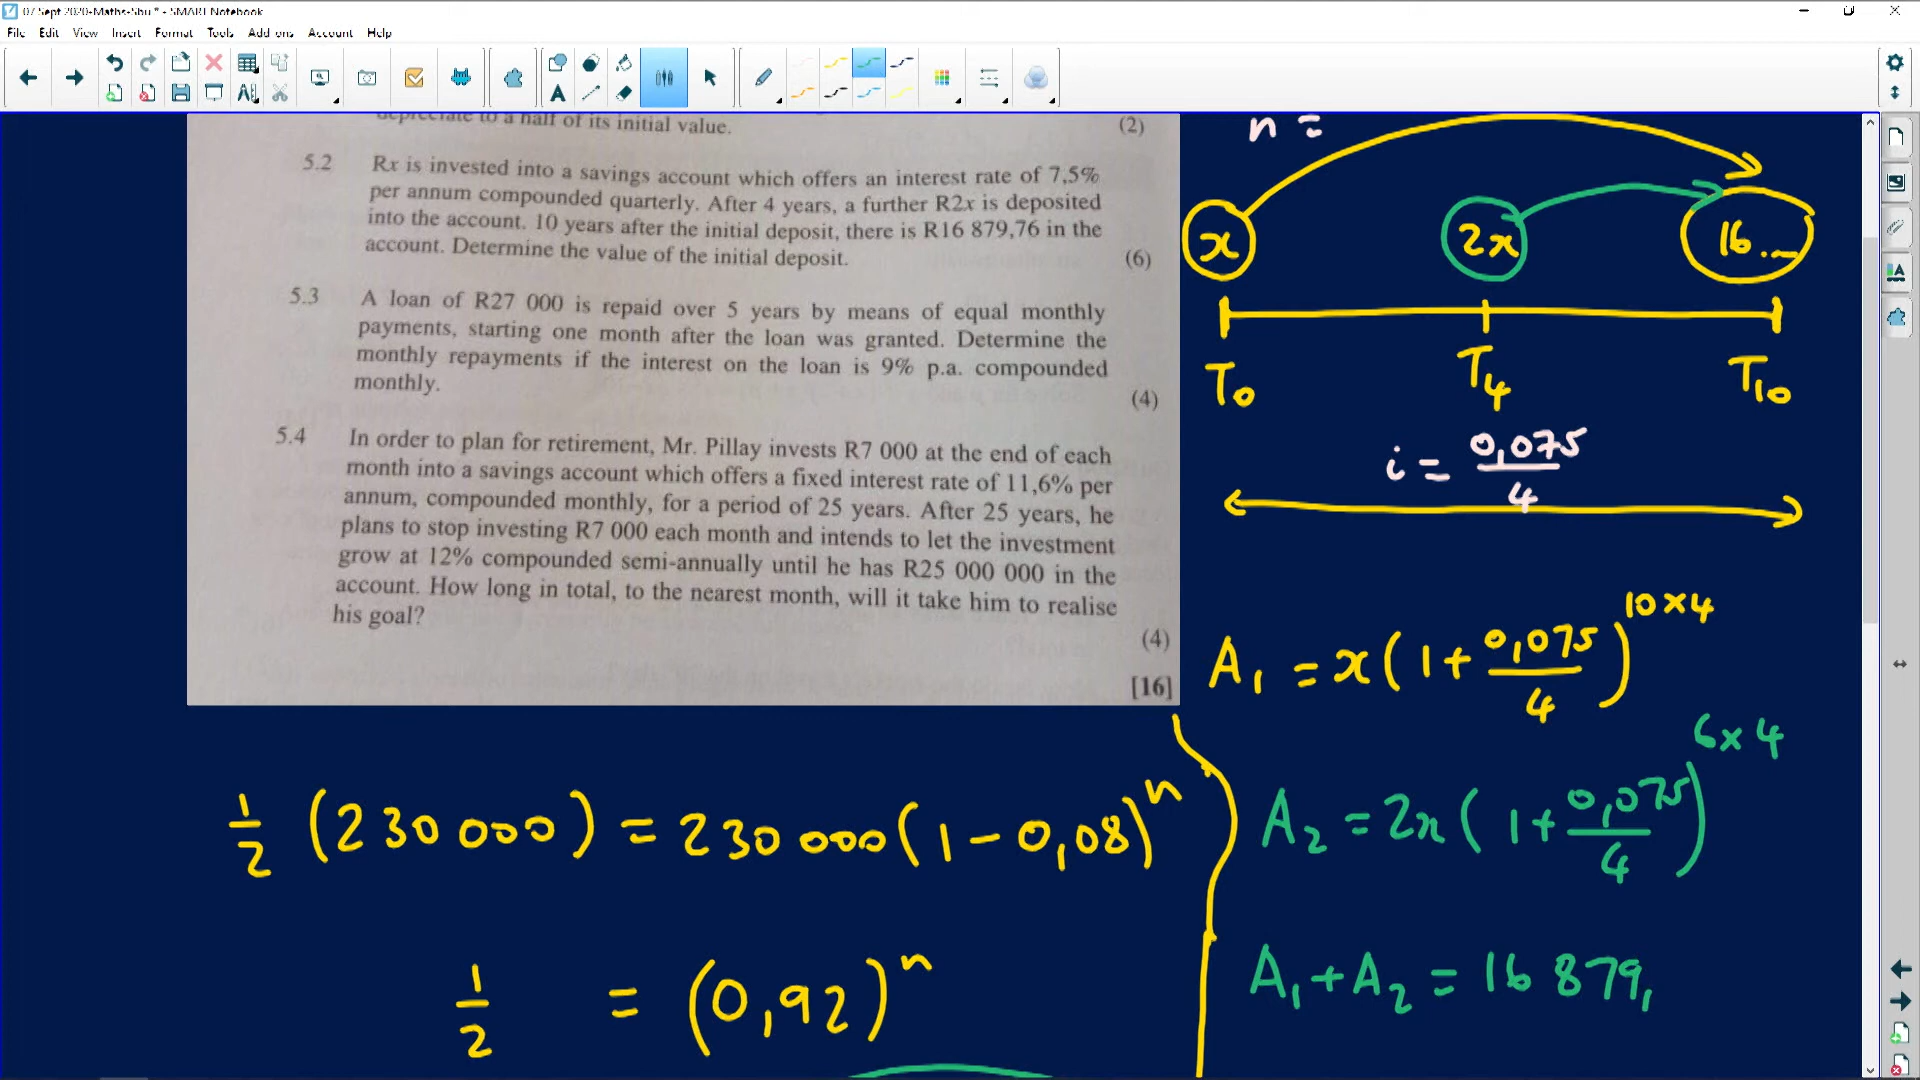 07 Sept 2020-Maths-Sbu * - SMART Notebook
File Edit View Insert Format Tools Add-ons Account Help
depreciate to a half of its initial value. (2)
5.2 Rx is invested into a savings account which offers an interest rate of 7,5%
per annum compounded quarterly. After 4 years, a further R2x is deposited
into the account. 10 years after the initial deposit, there is R16 879,76 in the
account. Determine the value of the initial deposit. (6)
5.3 A loan of R27 000 is repaid over 5 years by means of equal monthly
payments, starting one month after the loan was granted. Determine the
monthly repayments if the interest on the loan is 9% p.a. compounded
monthly. (4)
5.4 In order to plan for retirement, Mr. Pillay invests R7 000 at the end of each
month into a savings account which offers a fixed interest rate of 11,6% per
annum, compounded monthly, for a period of 25 years. After 25 years, he
plans to stop investing R7 000 each month and intends to let the investment
grow at 12% compounded semi-annually until he has R25 000 000 in the
account. How long in total, to the nearest month, will it take him to realise
his goal? (4)
[16]
1/2 (230 000) = 230 000 (1 - 0,08)^n
1/2 = (0,92)^n
n =
x 2x 16...
T₀ T₄ T₁₀
i = 0,075/4
A₁ = x(1 + 0,075/4)^10×4
A₂ = 2x(1 + 0,075/4)^6×4
A₁ + A₂ = 16 879,